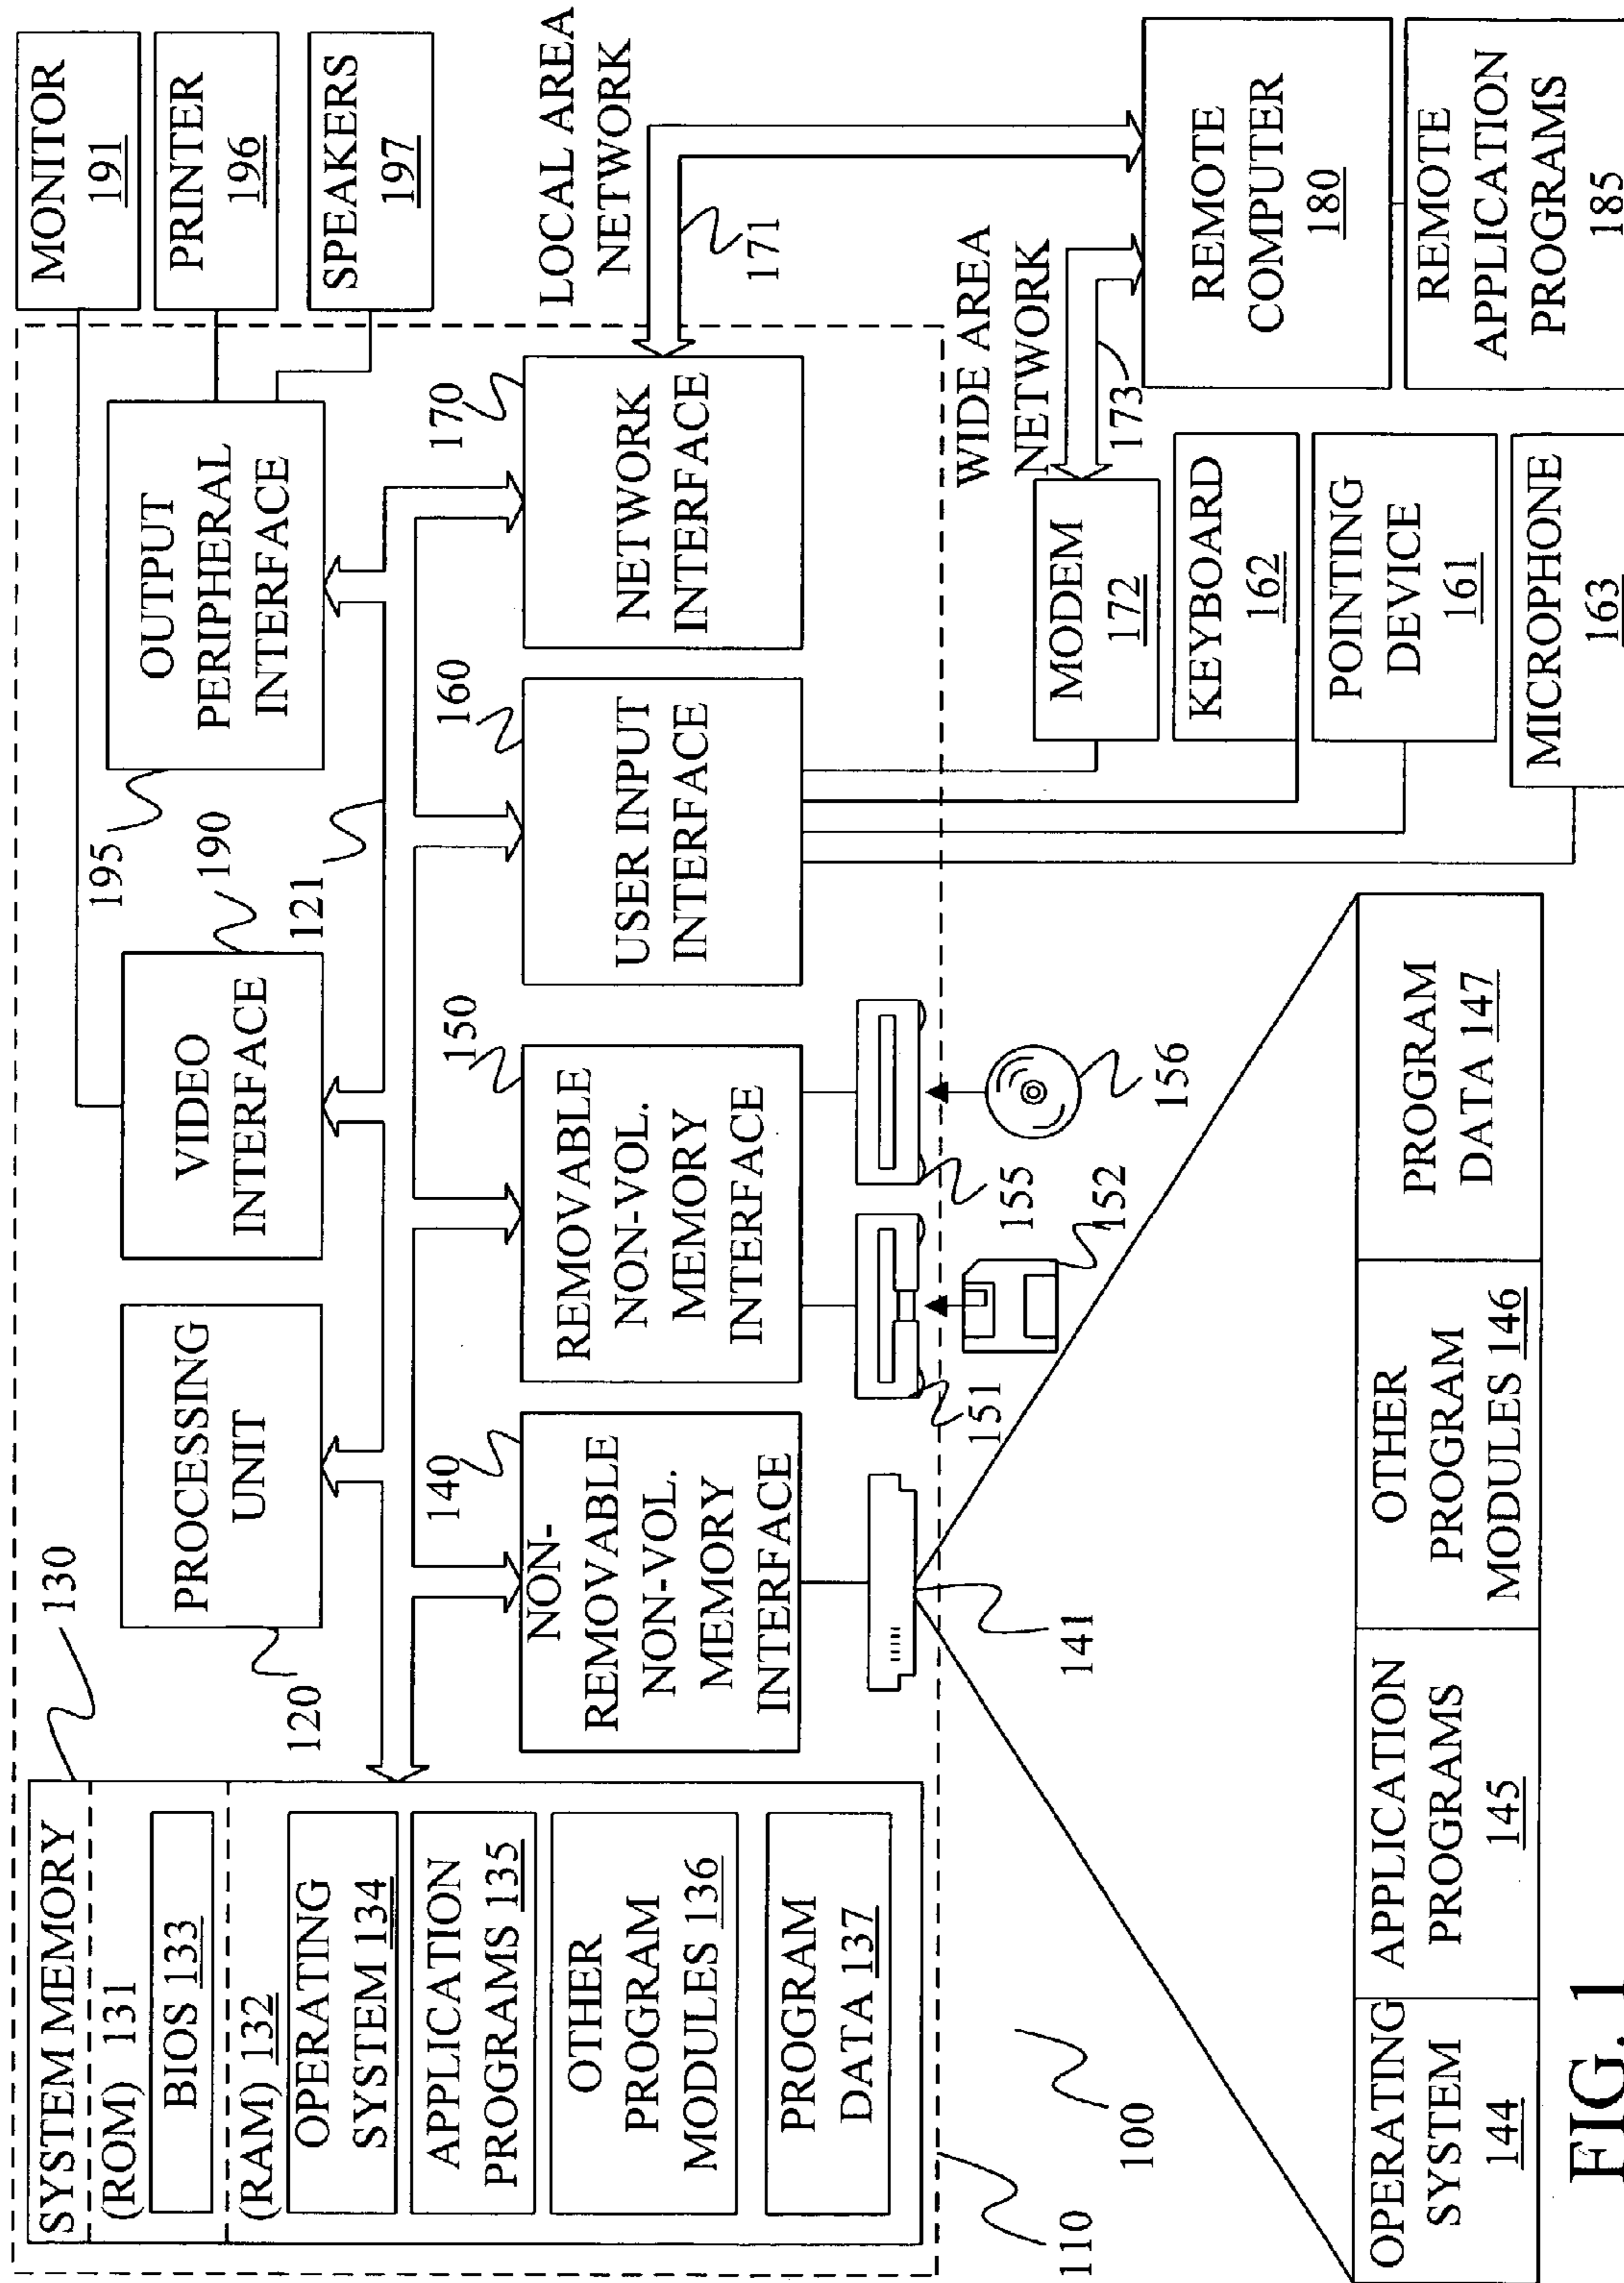 SYSTEM MEMORY
(ROM) 131
BIOS 133
(RAM) 132
OPERATING
SYSTEM 134
APPLICATION
PROGRAMS 135
OTHER
PROGRAM
MODULES 136
PROGRAM
DATA 137
130
120
PROCESSING
UNIT
VIDEO
INTERFACE
190
121
195
OUTPUT
PERIPHERAL
INTERFACE
MONITOR
191
PRINTER
196
SPEAKERS
197
140
NON-
REMOVABLE
NON-VOL.
MEMORY
INTERFACE
150
REMOVABLE
NON-VOL.
MEMORY
INTERFACE
160
USER INPUT
INTERFACE
170
NETWORK
INTERFACE
LOCAL AREA
NETWORK
171
110
100
141
151
152
155
156
WIDE AREA
NETWORK
173
MODEM
172
KEYBOARD
162
POINTING
DEVICE
161
MICROPHONE
163
REMOTE
COMPUTER
180
REMOTE
APPLICATION
PROGRAMS
185
OPERATING
SYSTEM
144
APPLICATION
PROGRAMS
145
OTHER
PROGRAM
MODULES 146
PROGRAM
DATA 147
FIG. 1